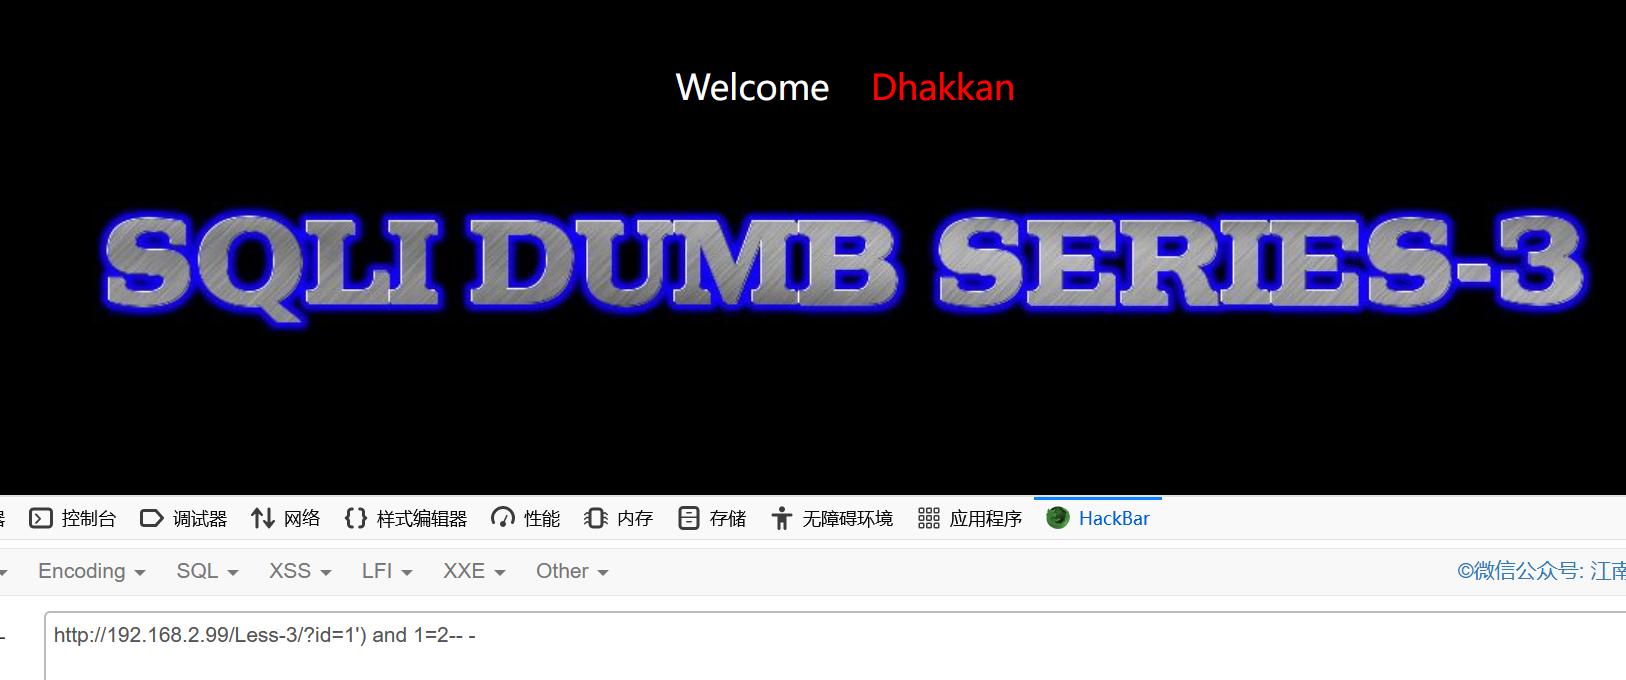 Welcome Dhakkan
SQLI DUMB SERIES-3
控制台 调试器 网络 样式编辑器 性能 内存 存储 无障碍环境 应用程序 HackBar
Encoding SQL XSS LFI XXE Other ©微信公众号: 江南
http://192.168.2.99/Less-3/?id=1') and 1=2-- -